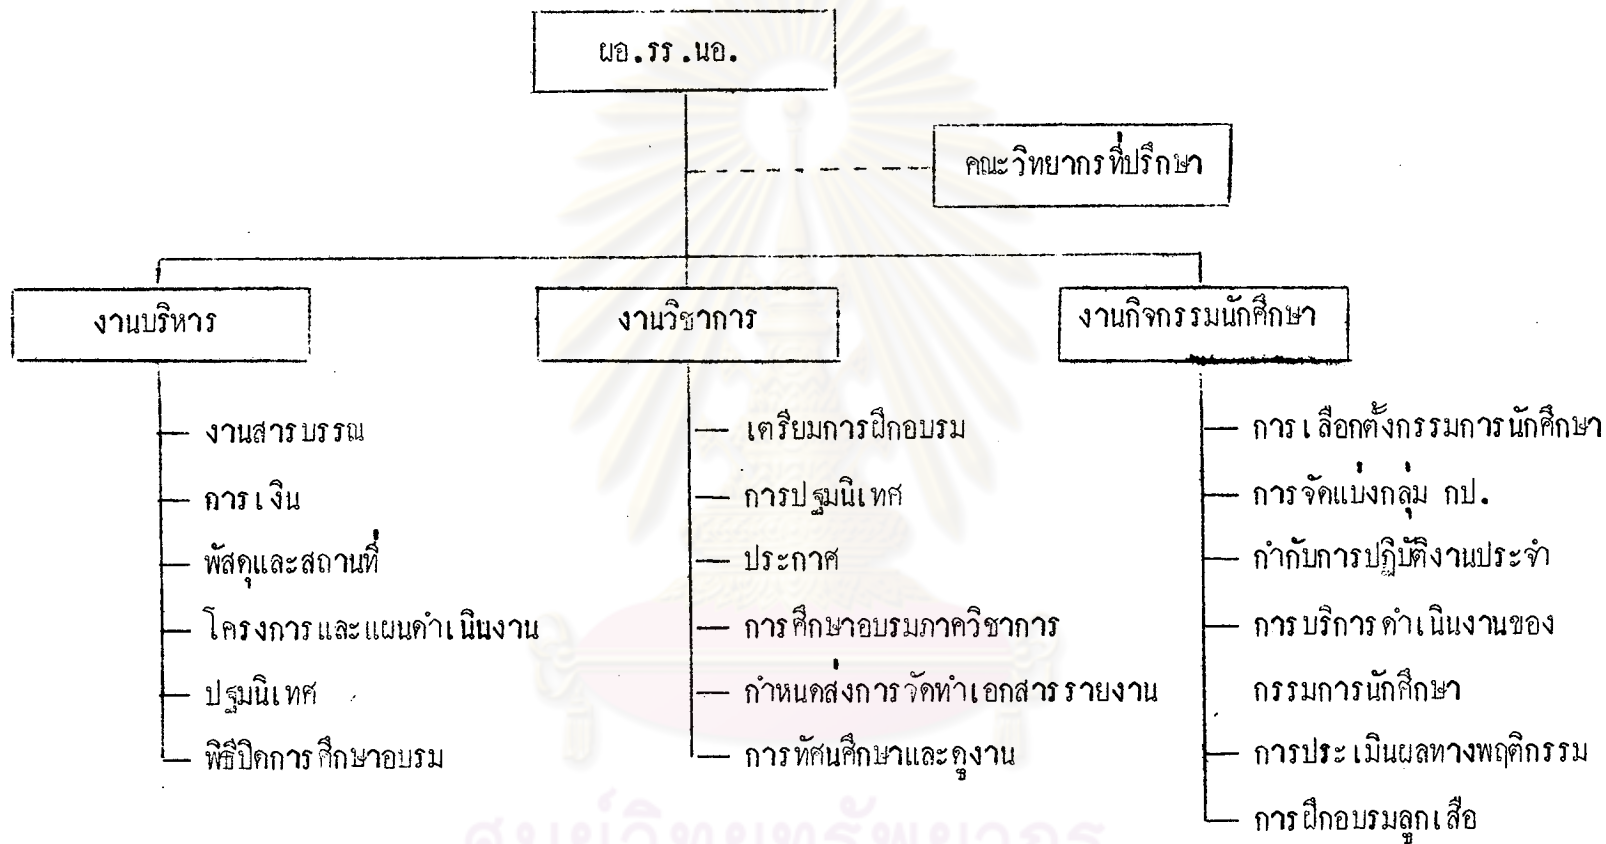 ผอ.รร.นอ.
คณะวิทยากรที่ปรึกษา
งานบริหาร
งานสารบรรณ
การเงิน
พัสดุและสถานที่
โครงการและแผนดำเนินงาน
ปฐมนิเทศ
พิธีปิดการศึกษาอบรม
งานวิชาการ
เตรียมการฝึกอบรม
การปฐมนิเทศ
ประกาศ
การศึกษาอบรมภาควิชาการ
กำหนดส่งการจัดทำเอกสารรายงาน
การทัศนศึกษาและดูงาน
งานกิจกรรมนักศึกษา
การเลือกตั้งกรรมการนักศึกษา
การจัดแบ่งกลุ่ม กป.
กำกับการปฏิบัติงานประจำ
การบริการดำเนินงานของ
กรรมการนักศึกษา
การประเมินผลทางพฤติกรรม
การฝึกอบรมลูกเสือ
ศูนย์วิทยทรัพยากร